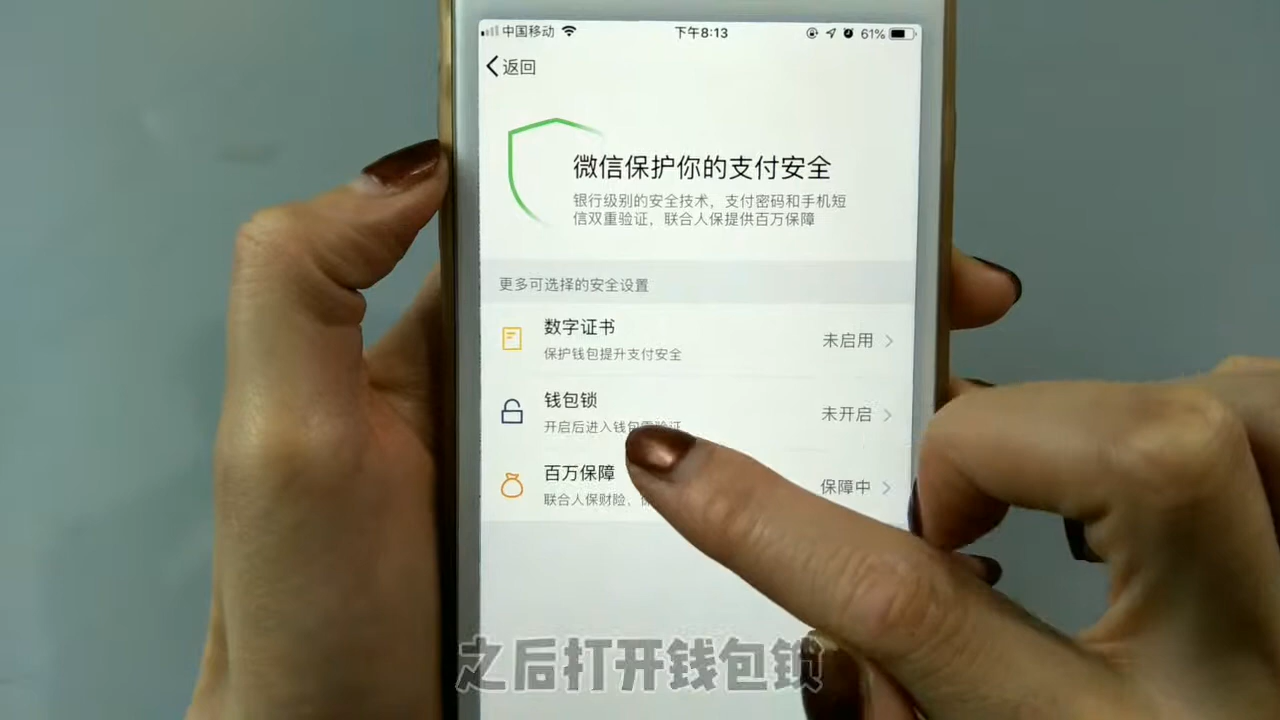 中国移动 下午8:13 61%
返回
微信保护你的支付安全
银行级别的安全技术，支付密码和手机短
信双重验证，联合人保提供百万保障
更多可选择的安全设置
数字证书
未启用
保护钱包提升支付安全
钱包锁
未开启
开启后进入钱包需验证
百万保障
保障中
联合人保财险、
之后打开钱包锁